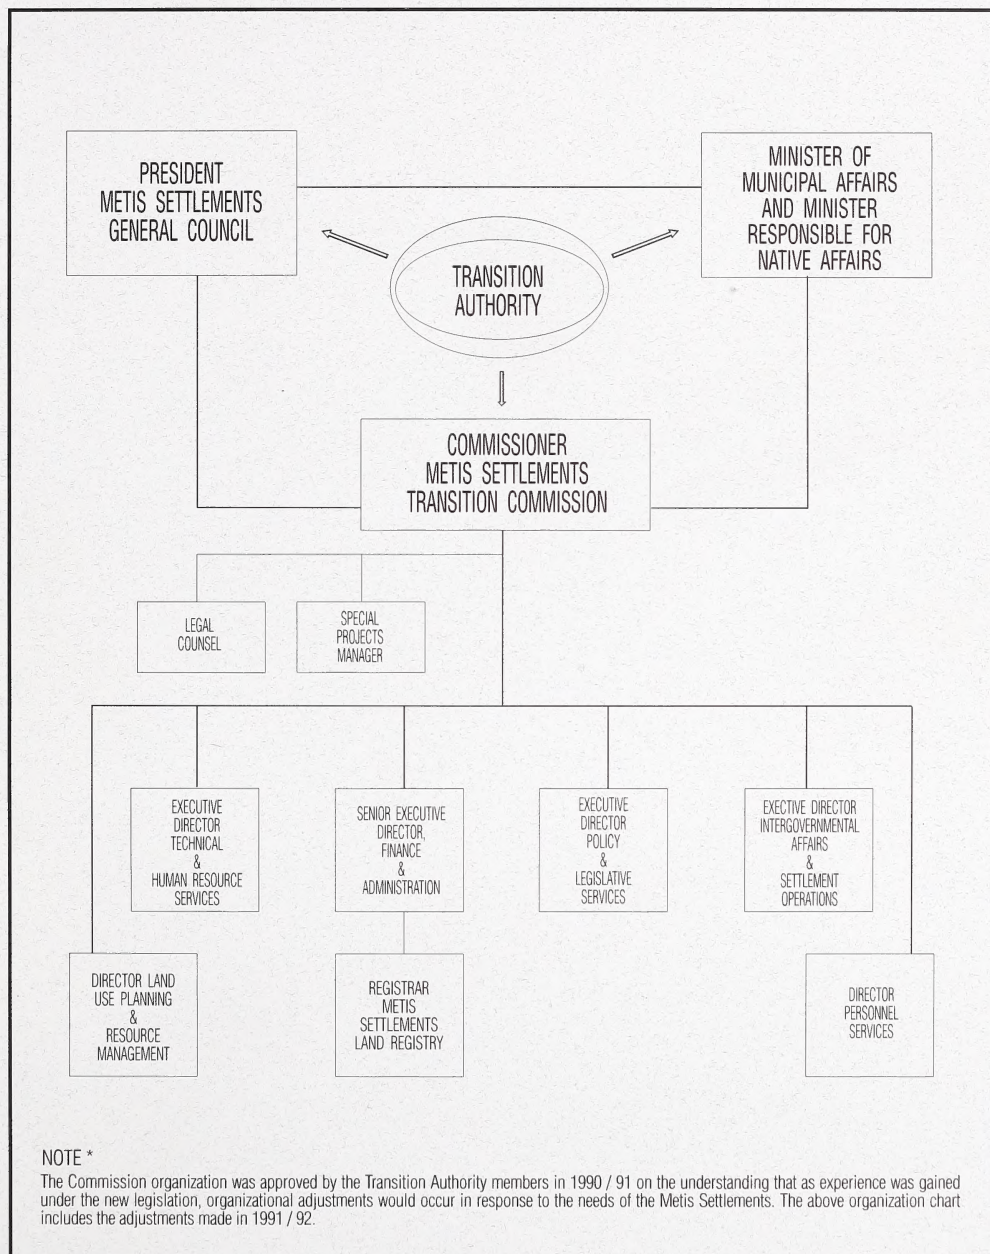 PRESIDENT
METIS SETTLEMENTS
GENERAL COUNCIL
MINISTER OF
MUNICIPAL AFFAIRS
AND MINISTER
RESPONSIBLE FOR
NATIVE AFFAIRS
TRANSITION
AUTHORITY
COMMISSIONER
METIS SETTLEMENTS
TRANSITION COMMISSION
LEGAL
COUNSEL
SPECIAL
PROJECTS
MANAGER
EXECUTIVE
DIRECTOR
TECHNICAL
&
HUMAN RESOURCE
SERVICES
SENIOR EXECUTIVE
DIRECTOR,
FINANCE
&
ADMINISTRATION
EXECUTIVE
DIRECTOR
POLICY
&
LEGISLATIVE
SERVICES
EXECTIVE DIRECTOR
INTERGOVERNMENTAL
AFFAIRS
&
SETTLEMENT
OPERATIONS
DIRECTOR LAND
USE PLANNING
&
RESOURCE
MANAGEMENT
REGISTRAR
METIS
SETTLEMENTS
LAND REGISTRY
DIRECTOR
PERSONNEL
SERVICES
NOTE *
The Commission organization was approved by the Transition Authority members in 1990 / 91 on the understanding that as experience was gained
under the new legislation, organizational adjustments would occur in response to the needs of the Metis Settlements. The above organization chart
includes the adjustments made in 1991 / 92.